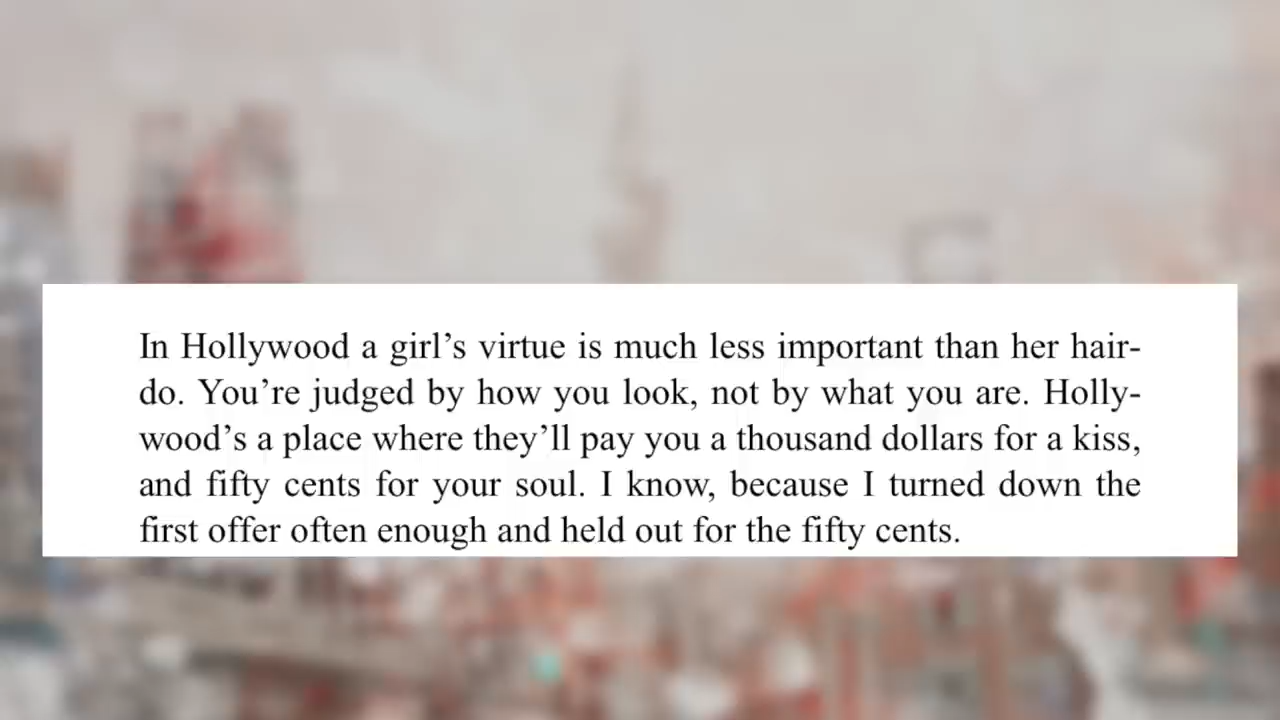 In Hollywood a girl’s virtue is much less important than her hair-
do. You’re judged by how you look, not by what you are. Holly-
wood’s a place where they’ll pay you a thousand dollars for a kiss,
and fifty cents for your soul. I know, because I turned down the
first offer often enough and held out for the fifty cents.